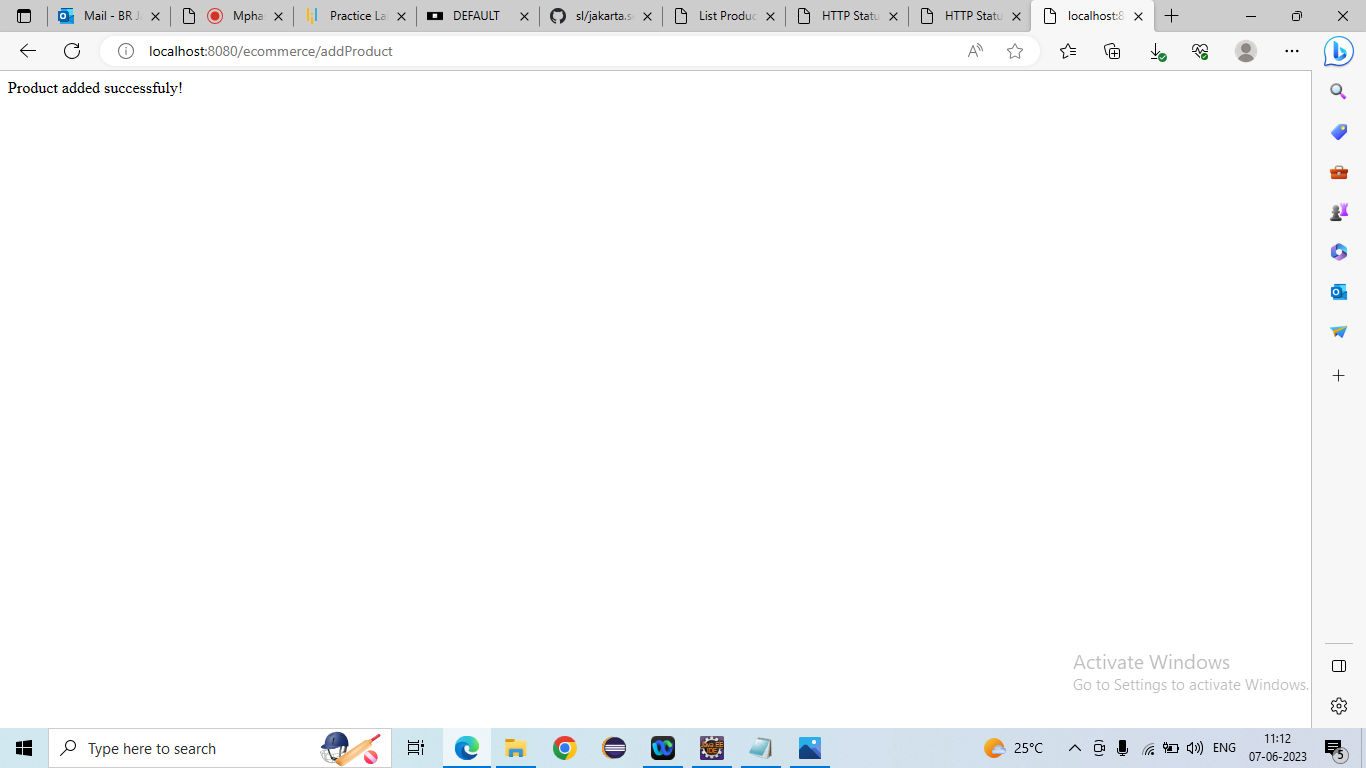 Mail - BR J
Mpha
Practice La
DEFAULT
sl/jakarta.s
List Produc
HTTP Statu
HTTP Statu
localhost:8
localhost:8080/ecommerce/addProduct
Product added successfuly!
Activate Windows
Go to Settings to activate Windows.
Type here to search
25°C
ENG
11:12
07-06-2023
5